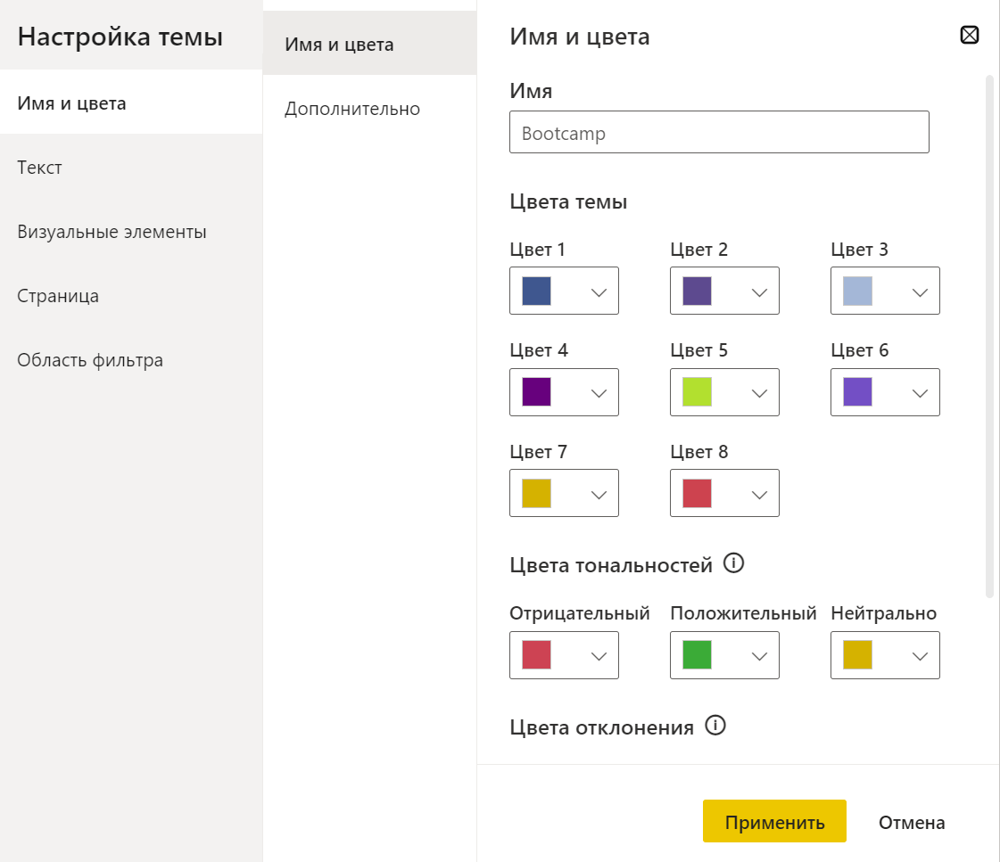 Настройка темы
Имя и цвета
Текст
Визуальные элементы
Страница
Область фильтра
Имя и цвета
Дополнительно
Имя и цвета
Имя
Bootcamp
Цвета темы
Цвет 1 Цвет 2 Цвет 3
Цвет 4 Цвет 5 Цвет 6
Цвет 7 Цвет 8
Цвета тональностей
Отрицательный Положительный Нейтрально
Цвета отклонения
Применить Отмена